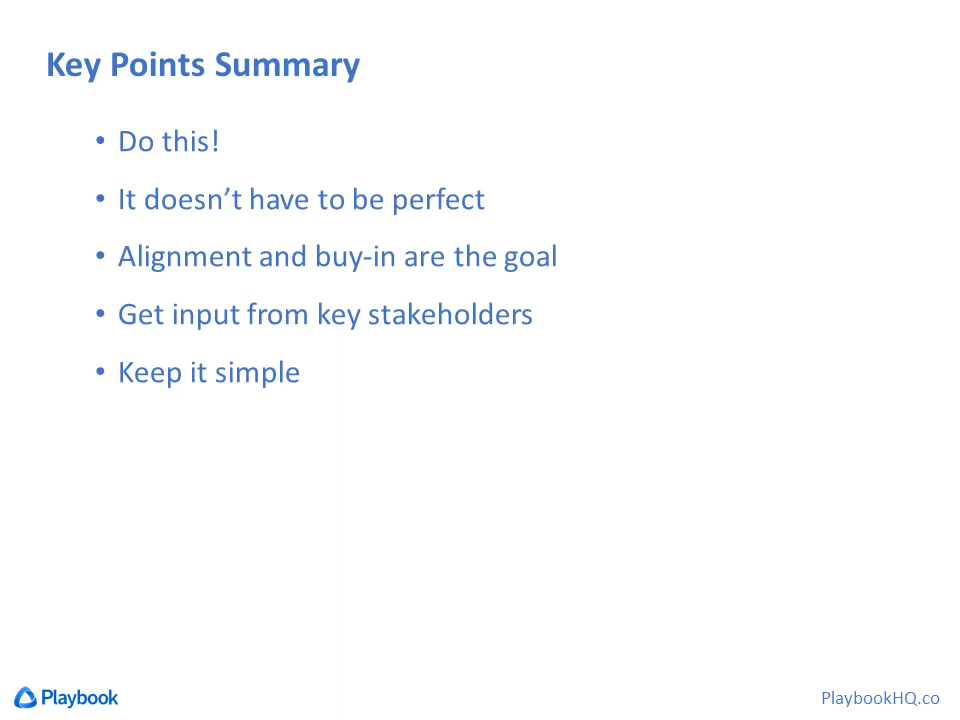 Key Points Summary
• Do this!
• It doesn’t have to be perfect
• Alignment and buy-in are the goal
• Get input from key stakeholders
• Keep it simple
Playbook
PlaybookHQ.co